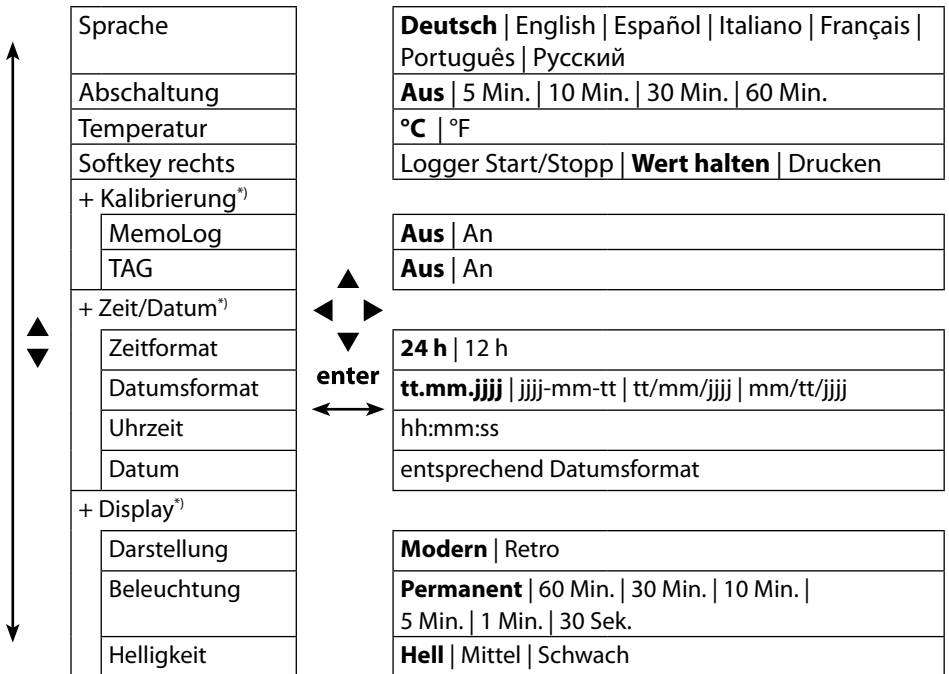 Sprache Deutsch | English | Español | Italiano | Français |
Português | Русский
Abschaltung Aus | 5 Min. | 10 Min. | 30 Min. | 60 Min.
Temperatur °C | °F
Softkey rechts Logger Start/Stopp | Wert halten | Drucken
+ Kalibrierung*)
MemoLog Aus | An
TAG Aus | An
+ Zeit/Datum*)
Zeitformat 24 h | 12 h
enter
Datumsformat tt.mm.jjjj | jjjj-mm-tt | tt/mm/jjjj | mm/tt/jjjj
Uhrzeit hh:mm:ss
Datum entsprechend Datumsformat
+ Display*)
Darstellung Modern | Retro
Beleuchtung Permanent | 60 Min. | 30 Min. | 10 Min. |
5 Min. | 1 Min. | 30 Sek.
Helligkeit Hell | Mittel | Schwach